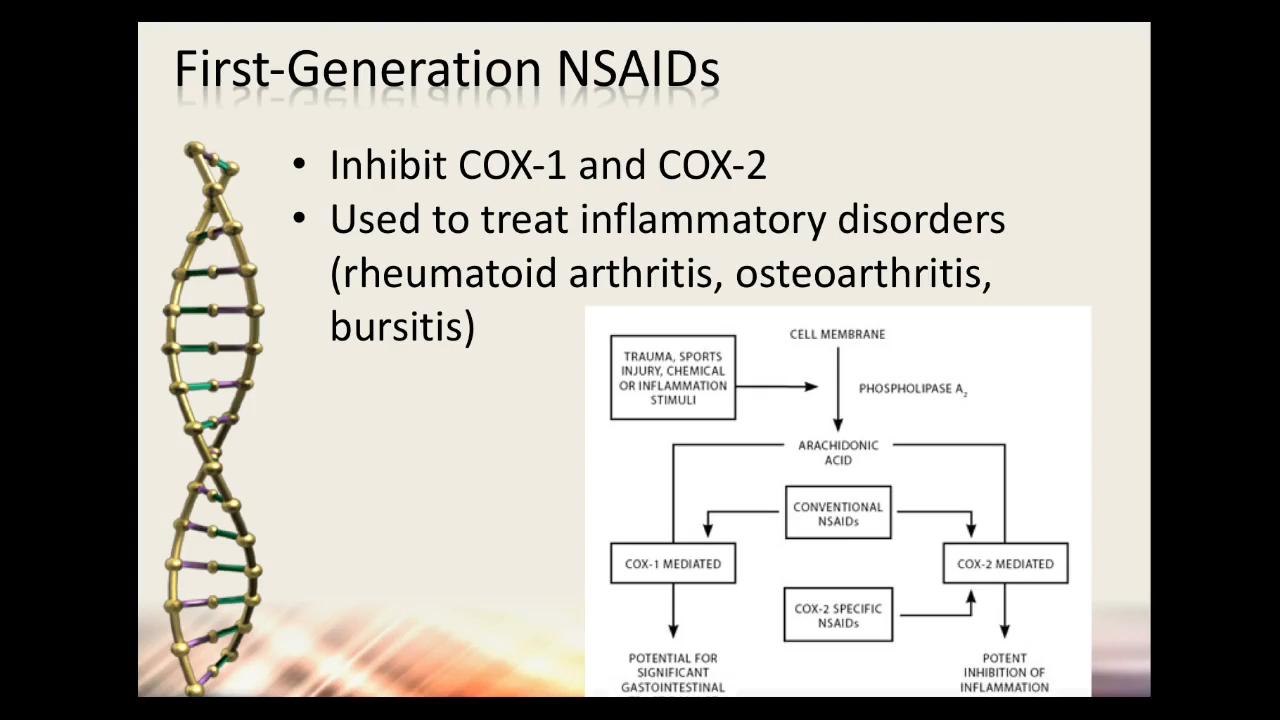 First-Generation NSAIDs
• Inhibit COX-1 and COX-2
• Used to treat inflammatory disorders
(rheumatoid arthritis, osteoarthritis,
bursitis)
CELL MEMBRANE
TRAUMA, SPORTS
INJURY, CHEMICAL
OR INFLAMMATION
STIMULI
PHOSPHOLIPASE A₂
ARACHIDONIC
ACID
CONVENTIONAL
NSAIDs
COX-1 MEDIATED
COX-2 MEDIATED
COX-2 SPECIFIC
NSAIDs
POTENTIAL FOR
SIGNIFICANT
GASTOINTESTINAL
POTENT
INHIBITION OF
INFLAMMATION